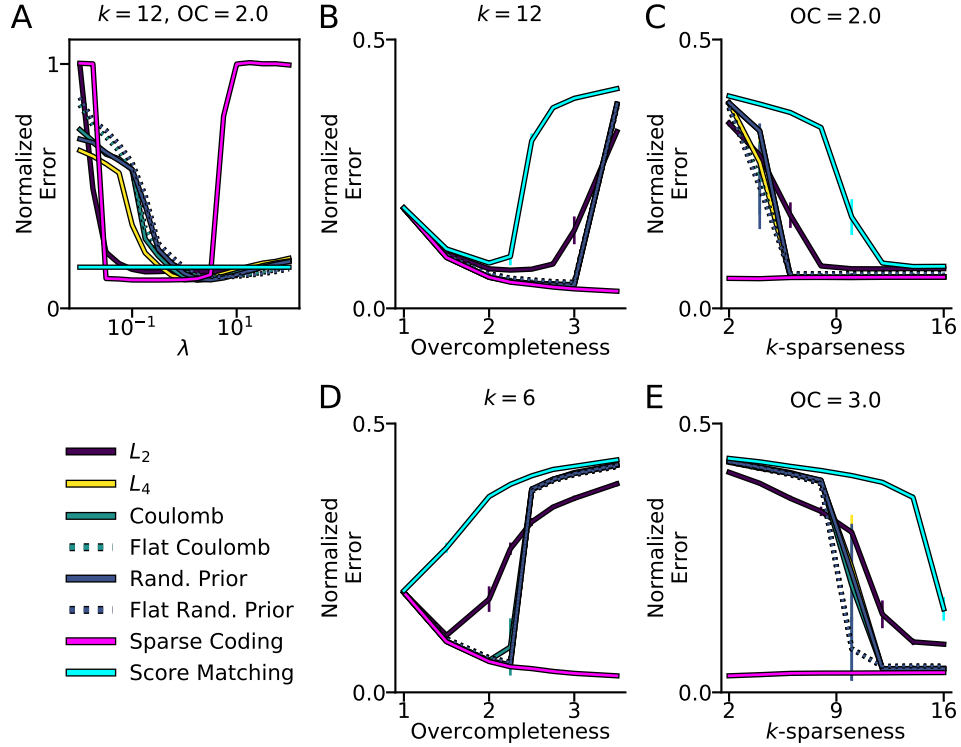 A
k = 12, OC = 2.0
1
0
Normalized
Error
10⁻¹
10¹
λ
B
k = 12
0.5
0.0
Normalized
Error
1
2
3
Overcompleteness
C
OC = 2.0
0.5
0.0
Normalized
Error
2
9
16
k-sparseness
L₂
L₄
Coulomb
Flat Coulomb
Rand. Prior
Flat Rand. Prior
Sparse Coding
Score Matching
D
k = 6
0.5
0.0
Normalized
Error
1
2
3
Overcompleteness
E
OC = 3.0
0.5
0.0
Normalized
Error
2
9
16
k-sparseness